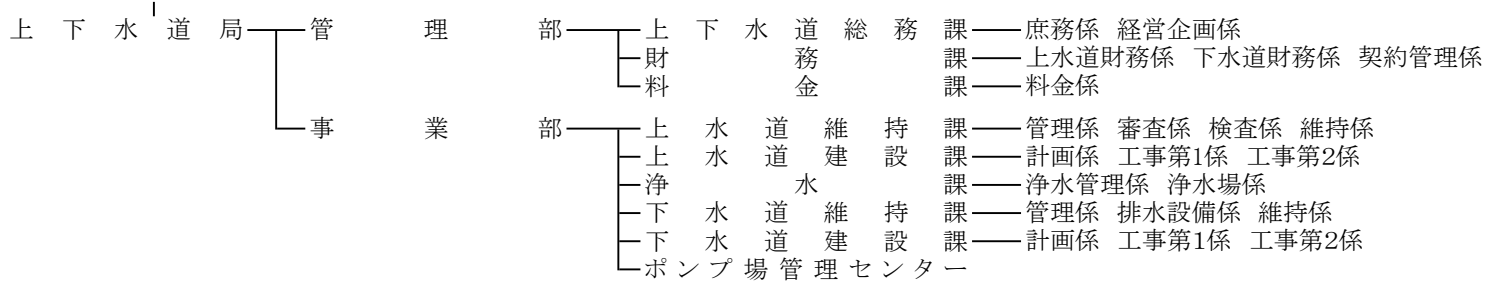 上下水道局 管理部 上下水道総務課 庶務係 経営企画係
財務課 上水道財務係 下水道財務係 契約管理係
料金課 料金係
事業部 上水道維持課 管理係 審査係 検査係 維持係
上水道建設課 計画係 工事第1係 工事第2係
浄水課 浄水管理係 浄水場係
下水道維持課 管理係 排水設備係 維持係
下水道建設課 計画係 工事第1係 工事第2係
ポンプ場管理センター